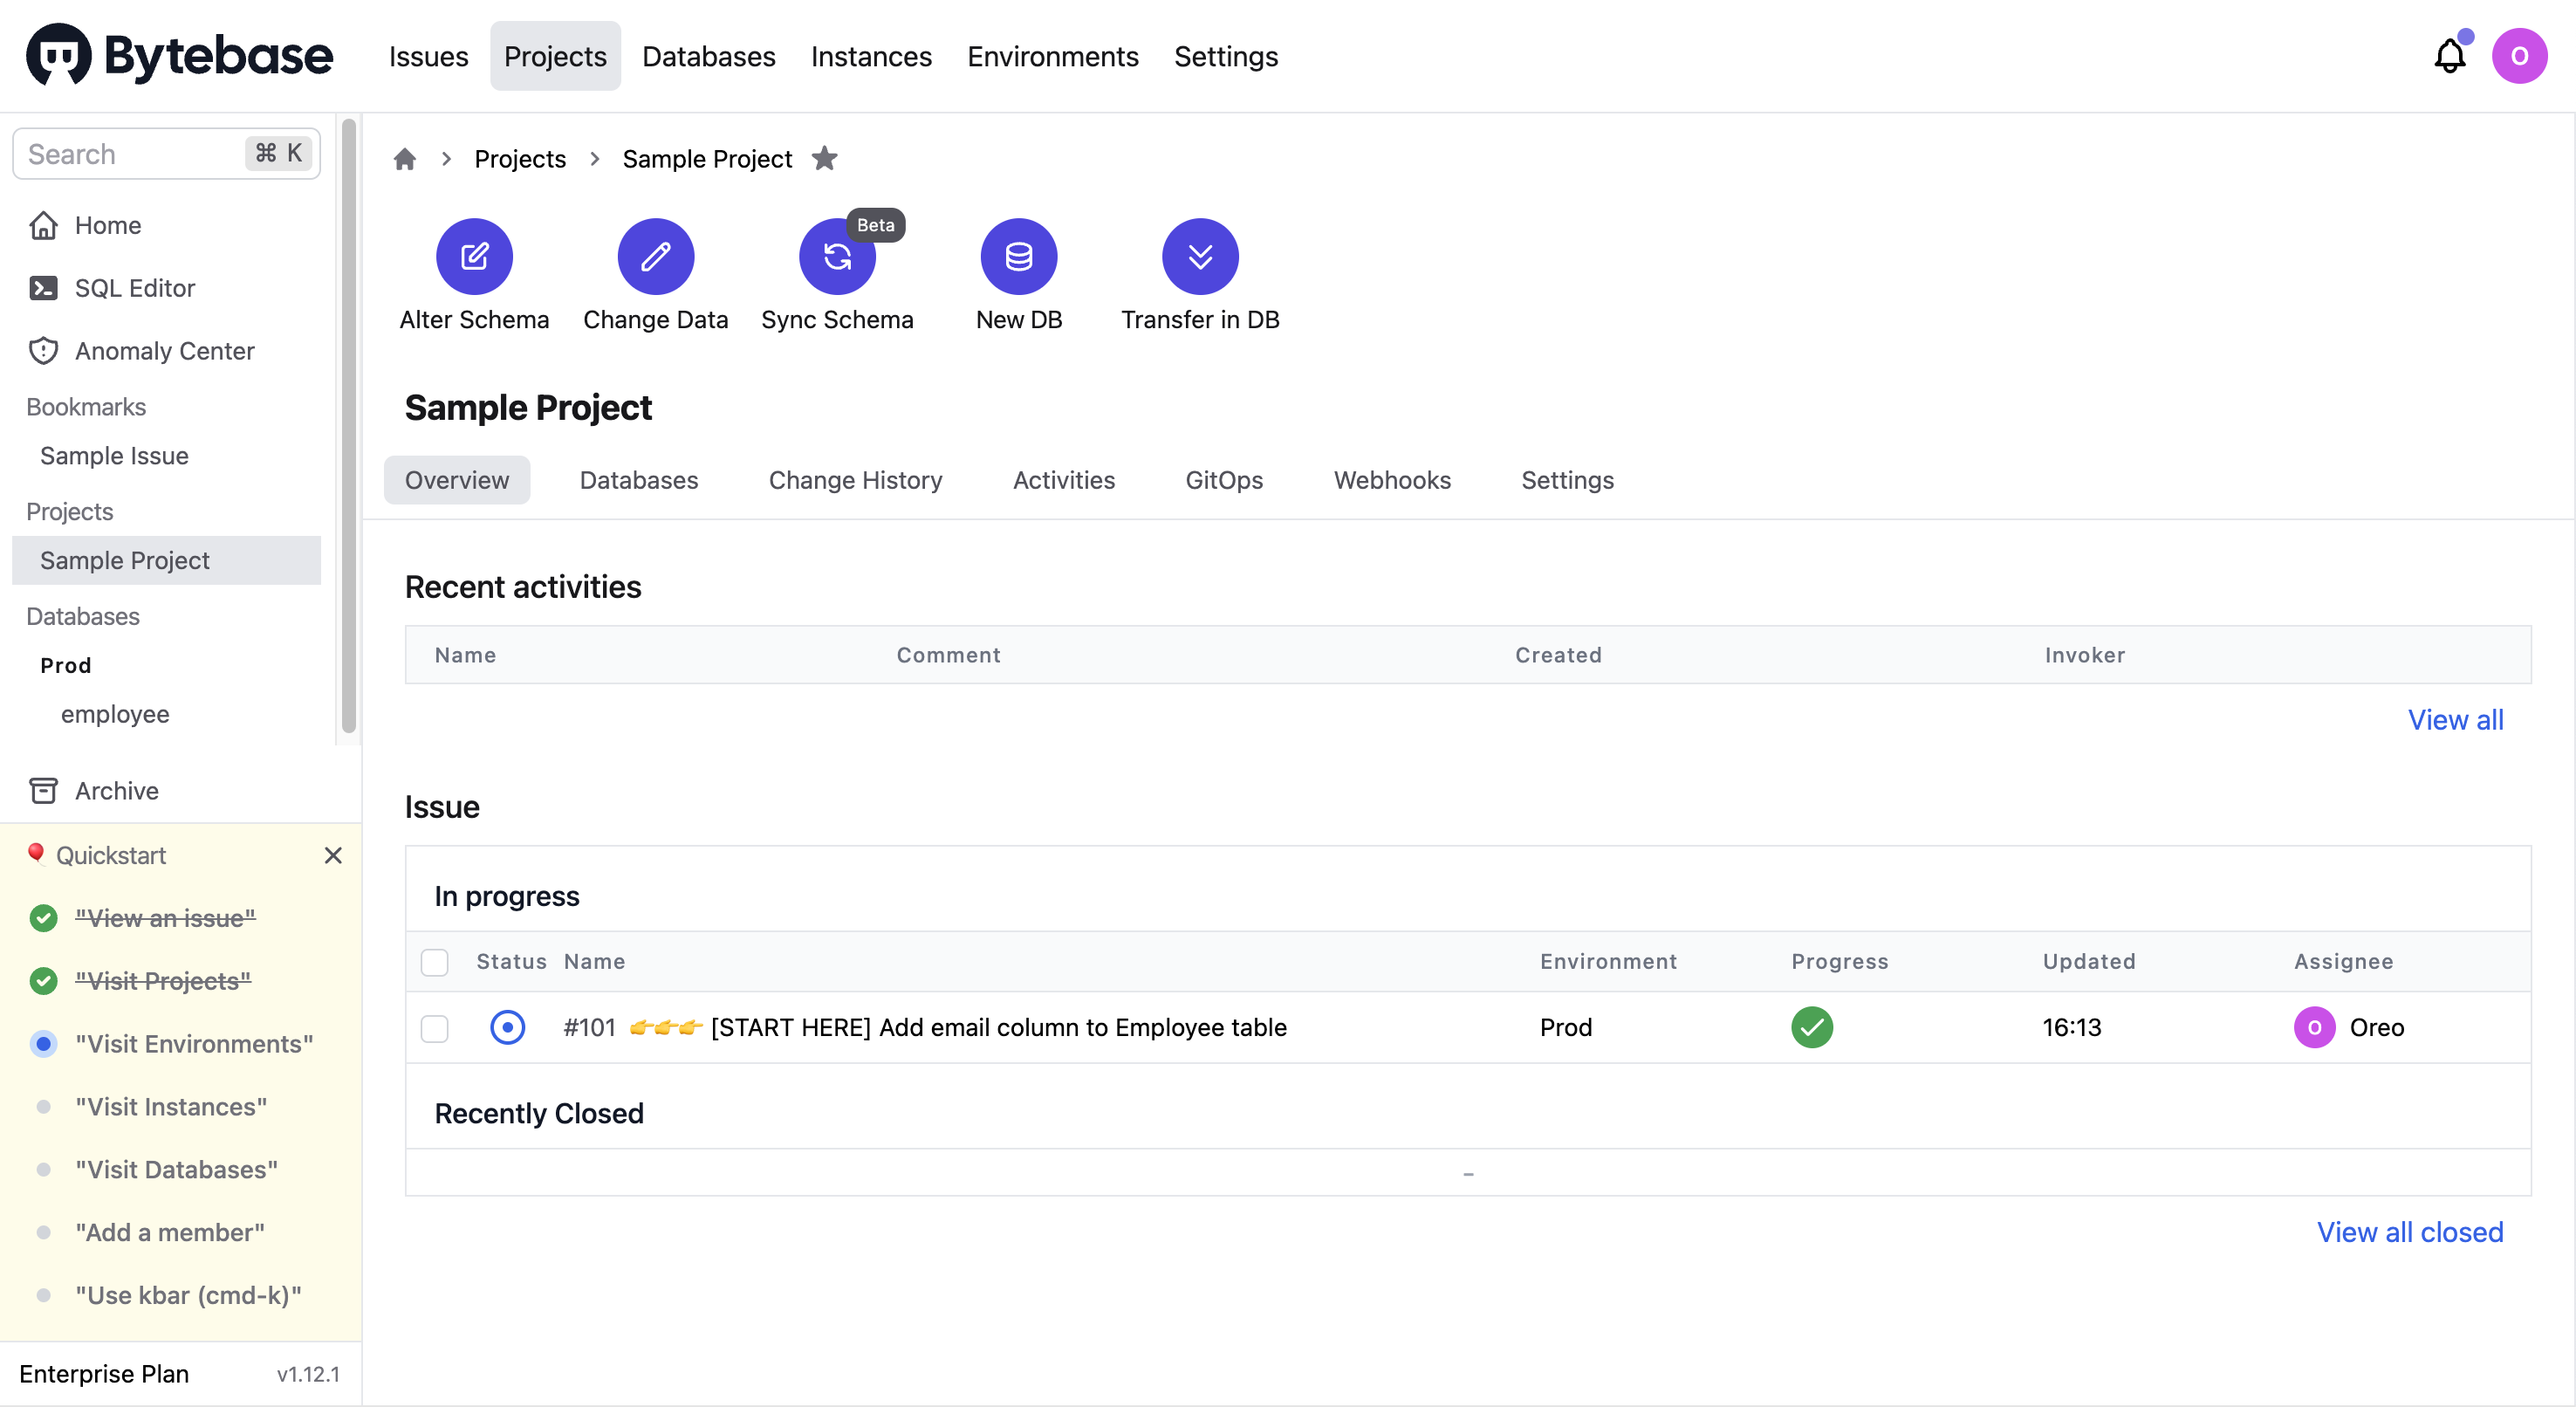 Bytebase Issues Projects Databases Instances Environments Settings O
Search ⌘ K
Home
SQL Editor
Anomaly Center
Bookmarks
Sample Issue
Projects
Sample Project
Databases
Prod
employee
Archive
Quickstart
"View an issue"
"Visit Projects"
"Visit Environments"
"Visit Instances"
"Visit Databases"
"Add a member"
"Use kbar (cmd-k)"
Enterprise Plan v1.12.1
Projects Sample Project
Beta
Alter Schema Change Data Sync Schema New DB Transfer in DB
Sample Project
Overview Databases Change History Activities GitOps Webhooks Settings
Recent activities
Name Comment Created Invoker
View all
Issue
In progress
Status Name Environment Progress Updated Assignee
#101 👉👉👉 [START HERE] Add email column to Employee table Prod 16:13 O Oreo
Recently Closed
–
View all closed